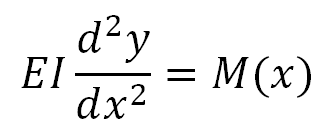 EI d²y/dx² = M(x)